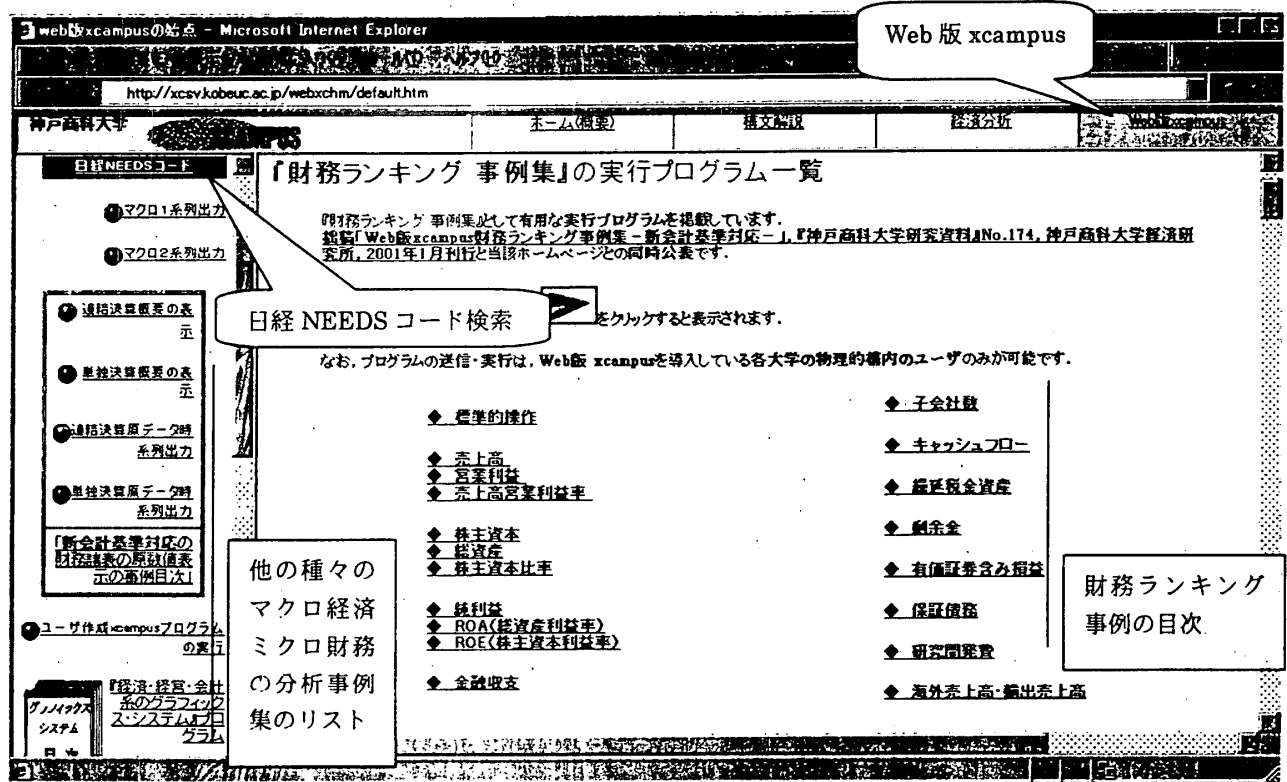 web版xcampusの始点 - Microsoft Internet Explorer
Web 版 xcampus
http://xcsv.kobeuc.ac.jp/webxchm/default.htm
神戸商科大学
ホーム(概要)
構文解説
経済分析
日経NEEDSコード
マクロ1系列出力
マクロ2系列出力
連結決算概要の表
示
単独決算概要の表
示
連結決算原データ時
系列出力
単独決算原データ時
系列出力
「新会計基準対応の
財務諸表の原数値表
示の事例目次」
ユーザ作成xcampusプログラム
の実行
『経済・経営・会計
系のグラフィック
ス・システム』プロ
グラム
システム
目次
『財務ランキング 事例集』の実行プログラム一覧
『財務ランキング 事例集』として有用な実行プログラムを掲載しています.
拙稿「Web版xcampus財務ランキング事例集-新会計基準対応-」,『神戸商科大学研究資料』No.174, 神戸商科大学経済研
究所, 2001年1月刊行と当該ホームページとの同時公表です.
日経 NEEDS コード検索
をクリックすると表示されます.
なお, プログラムの送信・実行は, Web版 xcampusを導入している各大学の物理的構内のユーザのみが可能です.
◆ 標準的操作
◆ 売上高
◆ 営業利益
◆ 売上高営業利益率
◆ 株主資本
◆ 総資産
◆ 株主資本比率
◆ 純利益
◆ ROA(総資産利益率)
◆ ROE(株主資本利益率)
◆ 金融収支
◆ 子会社数
◆ キャッシュフロー
◆ 繰延税金資産
◆ 剰余金
◆ 有価証券含み損益
◆ 保証債務
◆ 研究開発費
◆ 海外売上高・輸出売上高
他の種々の
マクロ経済
ミクロ財務
の分析事例
集のリスト
財務ランキング
事例の目次